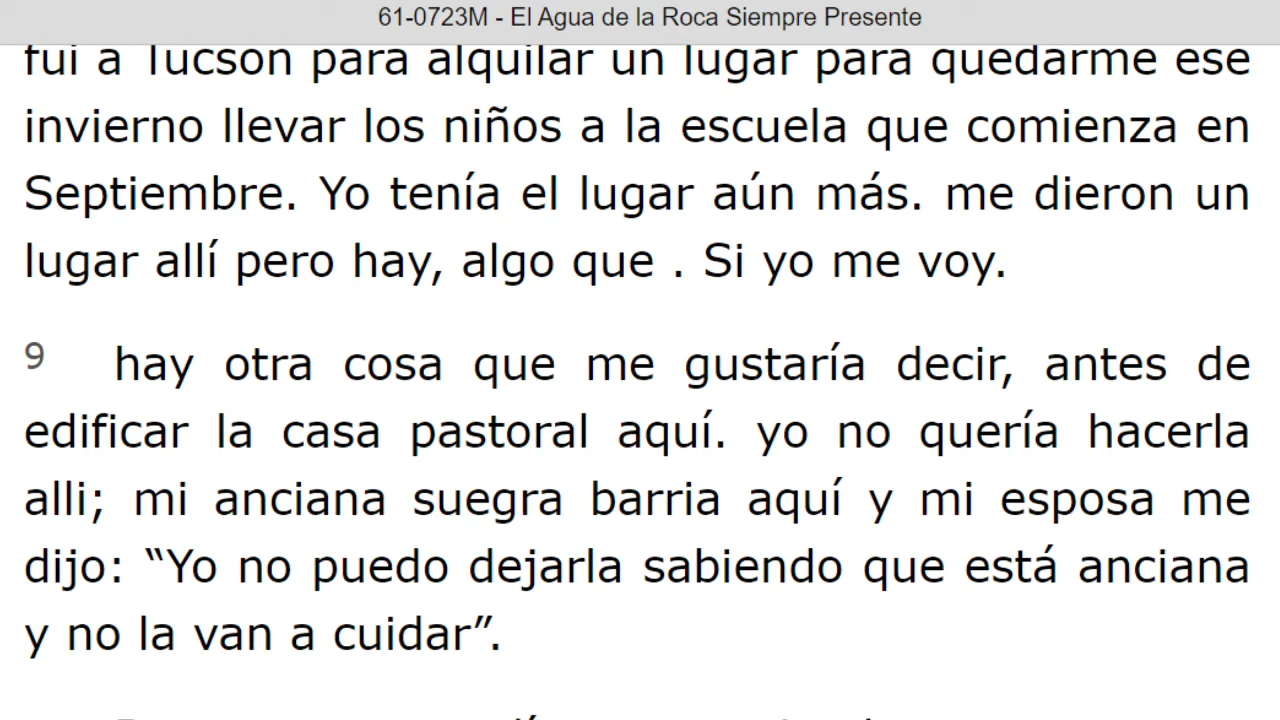 61-0723M - El Agua de la Roca Siempre Presente
fui a Tucson para alquilar un lugar para quedarme ese
invierno llevar los niños a la escuela que comienza en
Septiembre. Yo tenía el lugar aún más. me dieron un
lugar allí pero hay, algo que . Si yo me voy.
9 hay otra cosa que me gustaría decir, antes de
edificar la casa pastoral aquí. yo no quería hacerla
alli; mi anciana suegra barria aquí y mi esposa me
dijo: “Yo no puedo dejarla sabiendo que está anciana
y no la van a cuidar”.